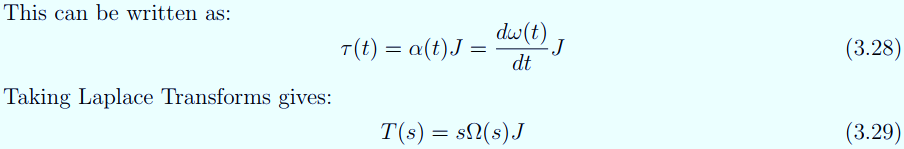 This can be written as:
τ(t) = α(t)J = dω(t)/dt J (3.28)
Taking Laplace Transforms gives:
T(s) = sΩ(s)J (3.29)